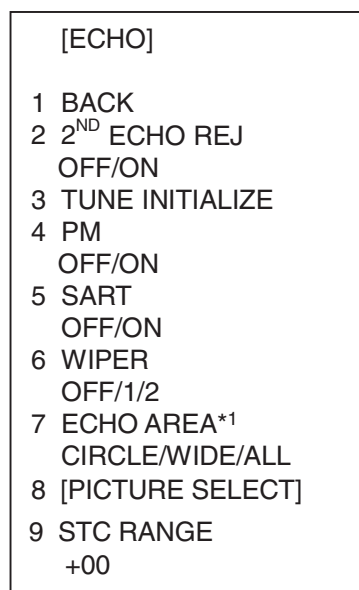 [ECHO]
1 BACK
2 2ND ECHO REJ
OFF/ON
3 TUNE INITIALIZE
4 PM
OFF/ON
5 SART
OFF/ON
6 WIPER
OFF/1/2
7 ECHO AREA*1
CIRCLE/WIDE/ALL
8 [PICTURE SELECT]
9 STC RANGE
+00